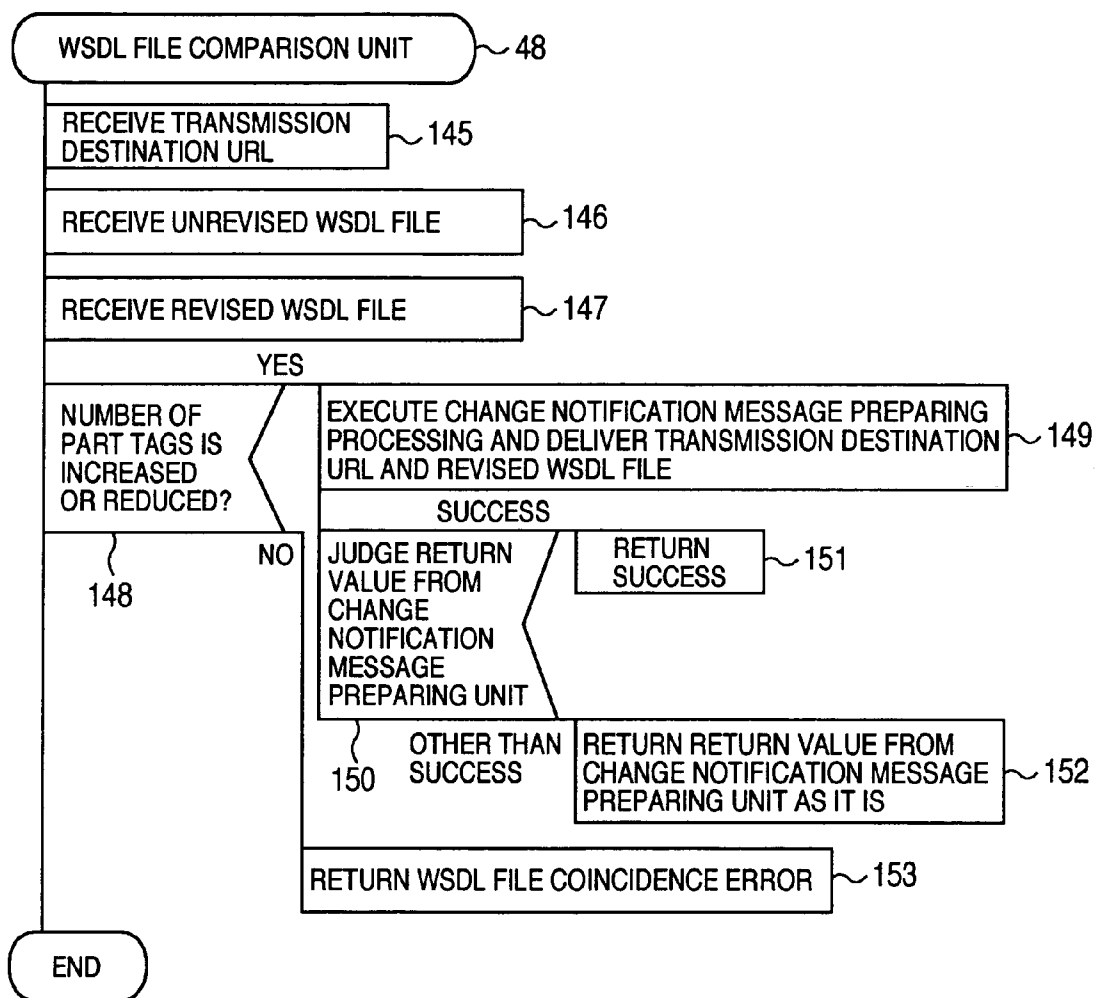 WSDL FILE COMPARISON UNIT
48
RECEIVE TRANSMISSION
DESTINATION URL
145
RECEIVE UNREVISED WSDL FILE
146
RECEIVE REVISED WSDL FILE
147
YES
NUMBER OF
PART TAGS IS
INCREASED
OR REDUCED?
148
EXECUTE CHANGE NOTIFICATION MESSAGE PREPARING
PROCESSING AND DELIVER TRANSMISSION DESTINATION
URL AND REVISED WSDL FILE
149
SUCCESS
NO
JUDGE RETURN
VALUE FROM
CHANGE
NOTIFICATION
MESSAGE
PREPARING UNIT
150
RETURN
SUCCESS
151
OTHER THAN
SUCCESS
RETURN RETURN VALUE FROM
CHANGE NOTIFICATION MESSAGE
PREPARING UNIT AS IT IS
152
RETURN WSDL FILE COINCIDENCE ERROR
153
END